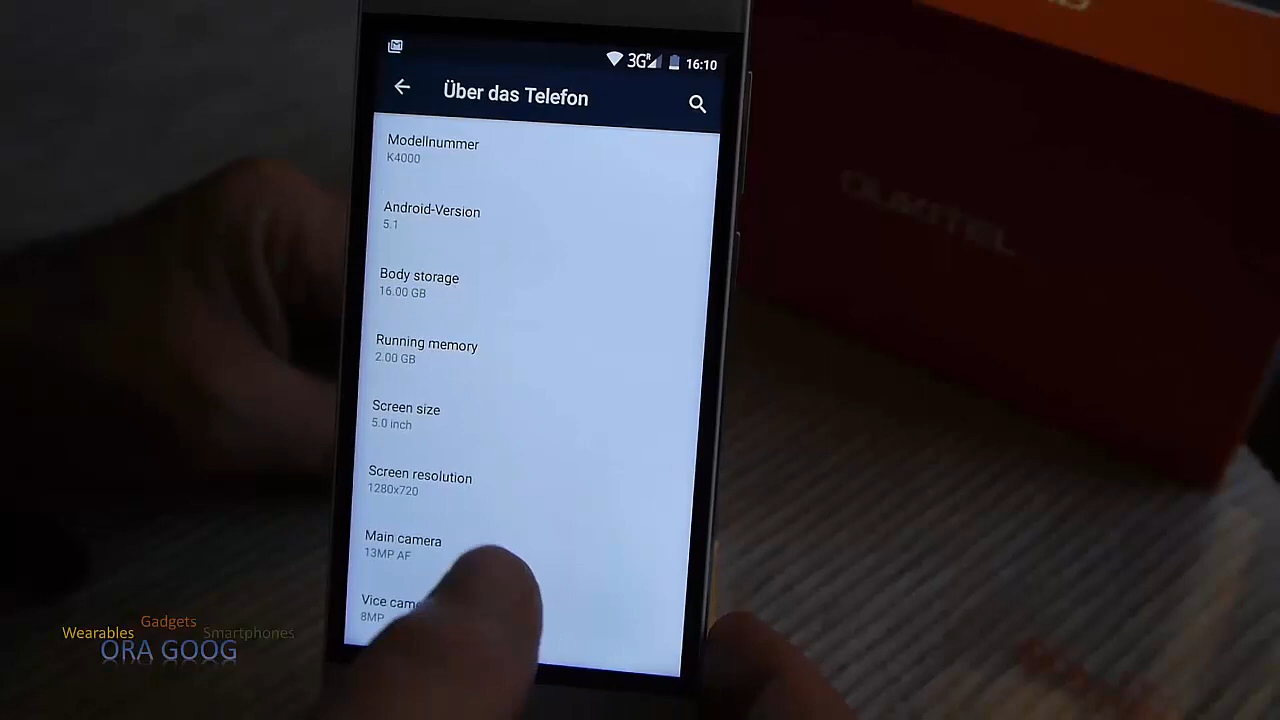 3G R 16:10
Über das Telefon
Modellnummer
K4000
Android-Version
5.1
Body storage
16.00 GB
Running memory
2.00 GB
Screen size
5.0 inch
Screen resolution
1280x720
Main camera
13MP AF
Vice came
8MP
OUKITEL
Gadgets
Wearables Smartphones
ORA GOOG